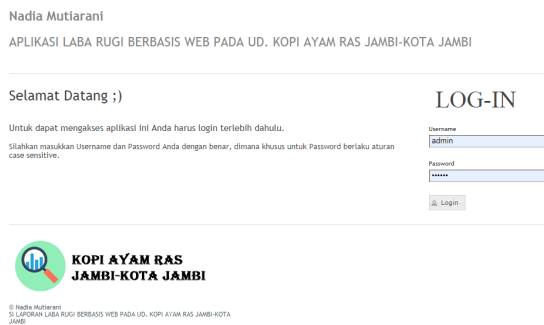 Nadia Mutiarani
APLIKASI LABA RUGI BERBASIS WEB PADA UD. KOPI AYAM RAS JAMBI-KOTA JAMBI
Selamat Datang ;)
Untuk dapat mengakses aplikasi ini Anda harus login terlebih dahulu.
Silahkan masukkan Username dan Password Anda dengan benar, dimana khusus untuk Password berlaku aturan
case sensitive.
LOG-IN
Username
admin
Password
••••••
Login
KOPI AYAM RAS
JAMBI-KOTA JAMBI
© Nadia Mutiarani
SI LAPORAN LABA RUGI BERBASIS WEB PADA UD. KOPI AYAM RAS JAMBI-KOTA
JAMBI